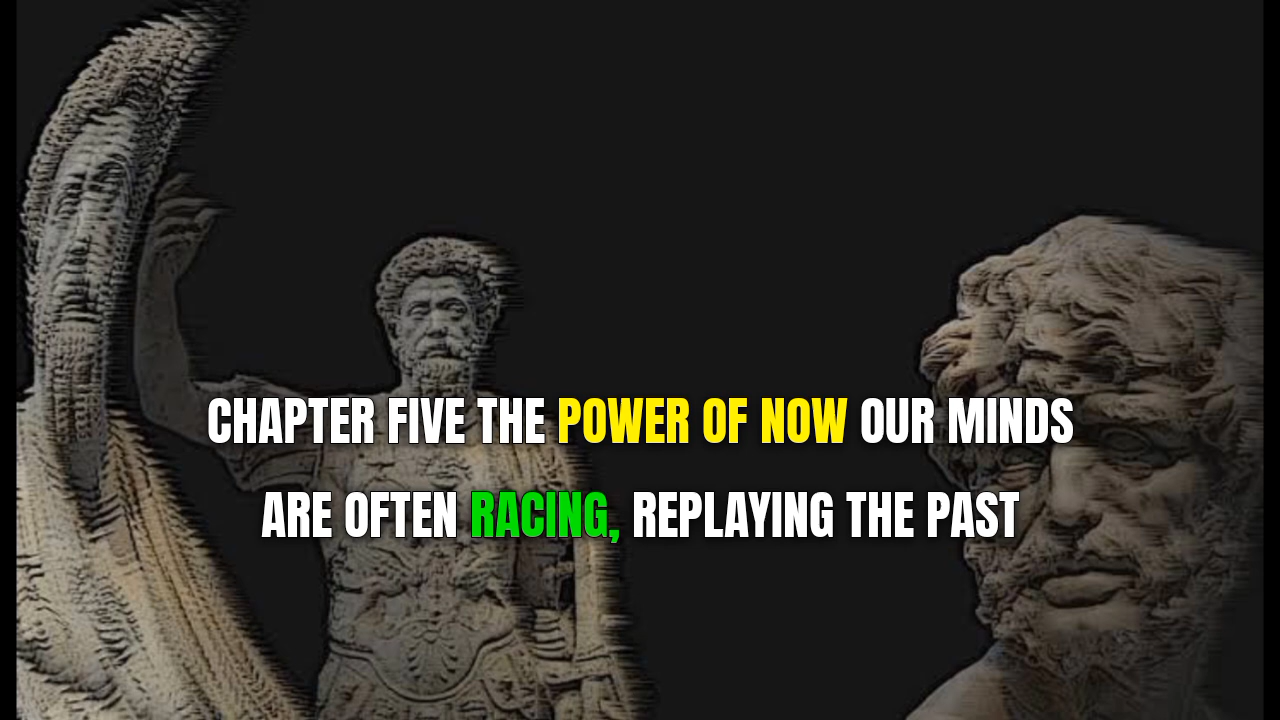 CHAPTER FIVE THE POWER OF NOW OUR MINDS
ARE OFTEN RACING, REPLAYING THE PAST